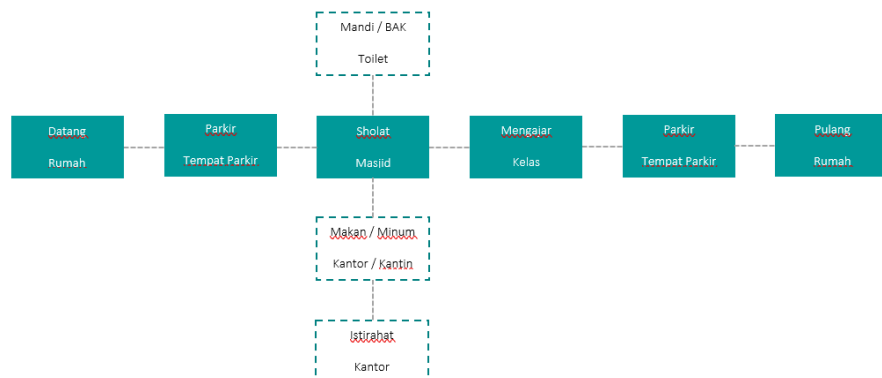 Mandi / BAK
Toilet
Datang
Rumah
Parkir
Tempat Parkir
Sholat
Masjid
Mengajar
Kelas
Parkir
Tempat Parkir
Pulang
Rumah
Makan / Minum
Kantor / Kantin
Istirahat
Kantor